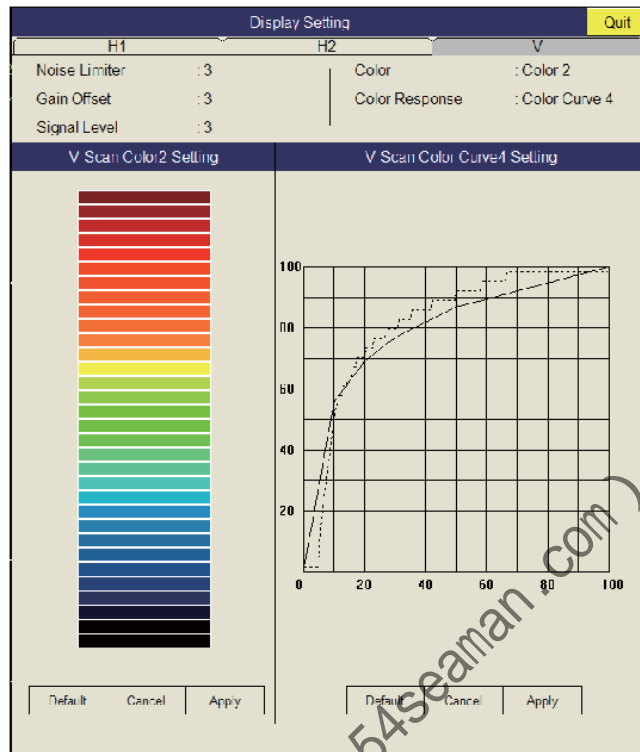 Display Setting
Quit
H1
H2
V
Noise Limiter : 3
Color : Color 2
Gain Offset : 3
Color Response : Color Curve 4
Signal Level : 3
V Scan Color2 Setting
V Scan Color Curve4 Setting
100
80
60
40
20
0 20 40 60 80 100
Default Cancel Apply
Default Cancel Apply
54seaman.com)